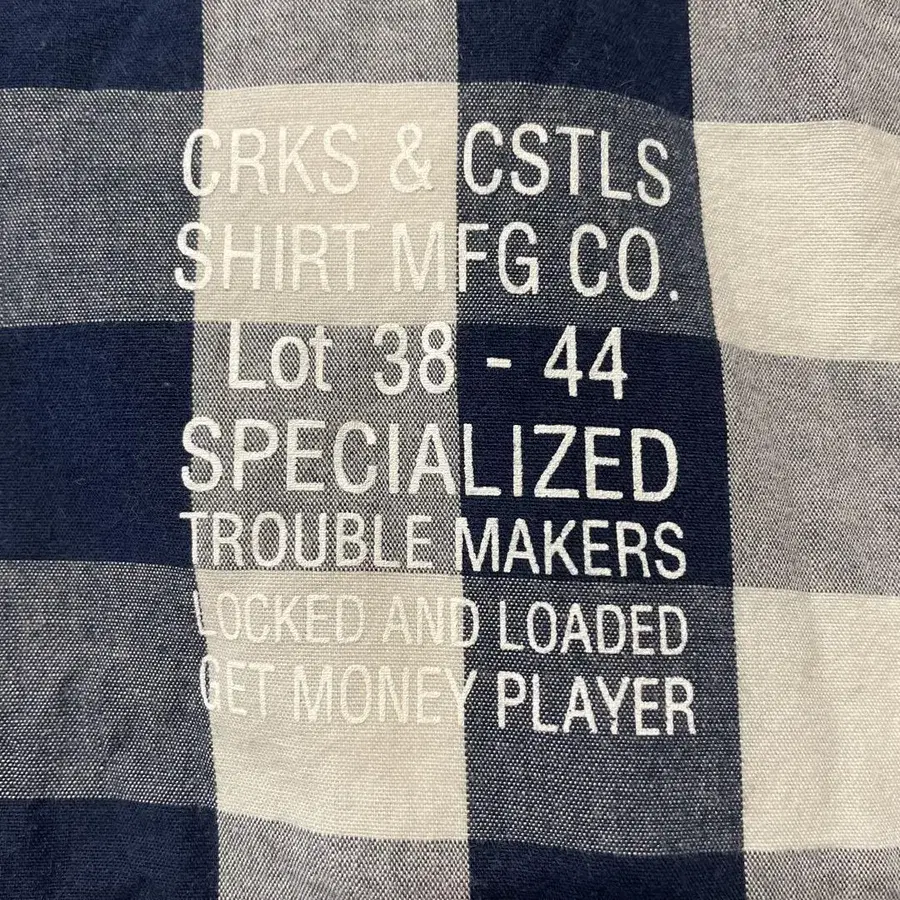 CRKS & CSTLS
SHIRT MFG CO.
Lot 38 - 44
SPECIALIZED
TROUBLE MAKERS
LOCKED AND LOADED
GET MONEY PLAYER